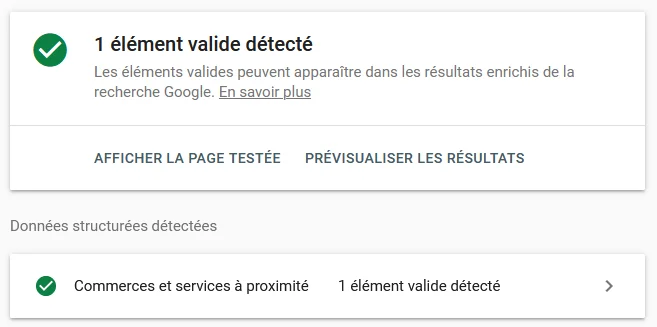 1 élément valide détecté
Les éléments valides peuvent apparaître dans les résultats enrichis de la
recherche Google. En savoir plus
AFFICHER LA PAGE TESTÉE PRÉVISUALISER LES RÉSULTATS
Données structurées détectées
Commerces et services à proximité 1 élément valide détecté